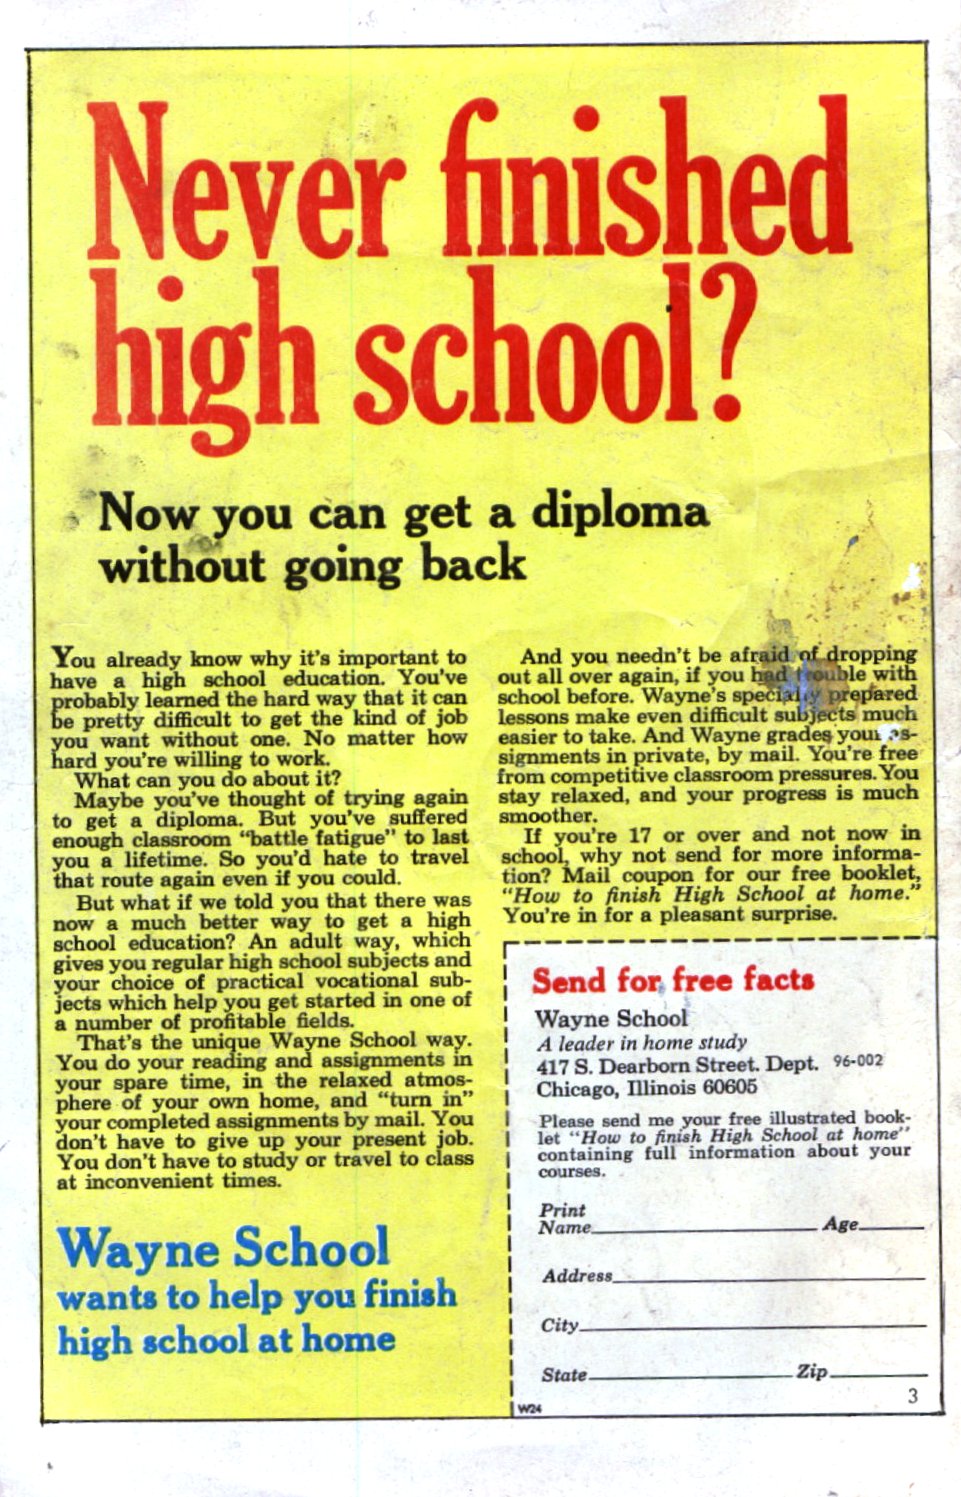 Never finished
high school?
Now you can get a diploma
without going back
You already know why it's important to
have a high school education. You've
probably learned the hard way that it can
be pretty difficult to get the kind of job
you want without one. No matter how
hard you're willing to work.
What can you do about it?
Maybe you've thought of trying again
to get a diploma. But you've suffered
enough classroom "battle fatigue" to last
you a lifetime. So you'd hate to travel
that route again even if you could.
But what if we told you that there was
now a much better way to get a high
school education? An adult way, which
gives you regular high school subjects and
your choice of practical vocational sub-
jects which help you get started in one of
a number of profitable fields.
That's the unique Wayne School way.
You do your reading and assignments in
your spare time, in the relaxed atmos-
phere of your own home, and "turn in"
your completed assignments by mail. You
don't have to give up your present job.
You don't have to study or travel to class
at inconvenient times.
Wayne School
wants to help you finish
high school at home
And you needn't be afraid of dropping
out all over again, if you had trouble with
school before. Wayne's specially prepared
lessons make even difficult subjects much
easier to take. And Wayne grades your as-
signments in private, by mail. You're free
from competitive classroom pressures. You
stay relaxed, and your progress is much
smoother.
If you're 17 or over and not now in
school, why not send for more informa-
tion? Mail coupon for our free booklet,
"How to finish High School at home."
You're in for a pleasant surprise.
Send for free facts
Wayne School
A leader in home study
417 S. Dearborn Street. Dept. 96-002
Chicago, Illinois 60605
Please send me your free illustrated book-
let "How to finish High School at home"
containing full information about your
courses.
Print
Name Age
Address
City
State Zip
3
W24